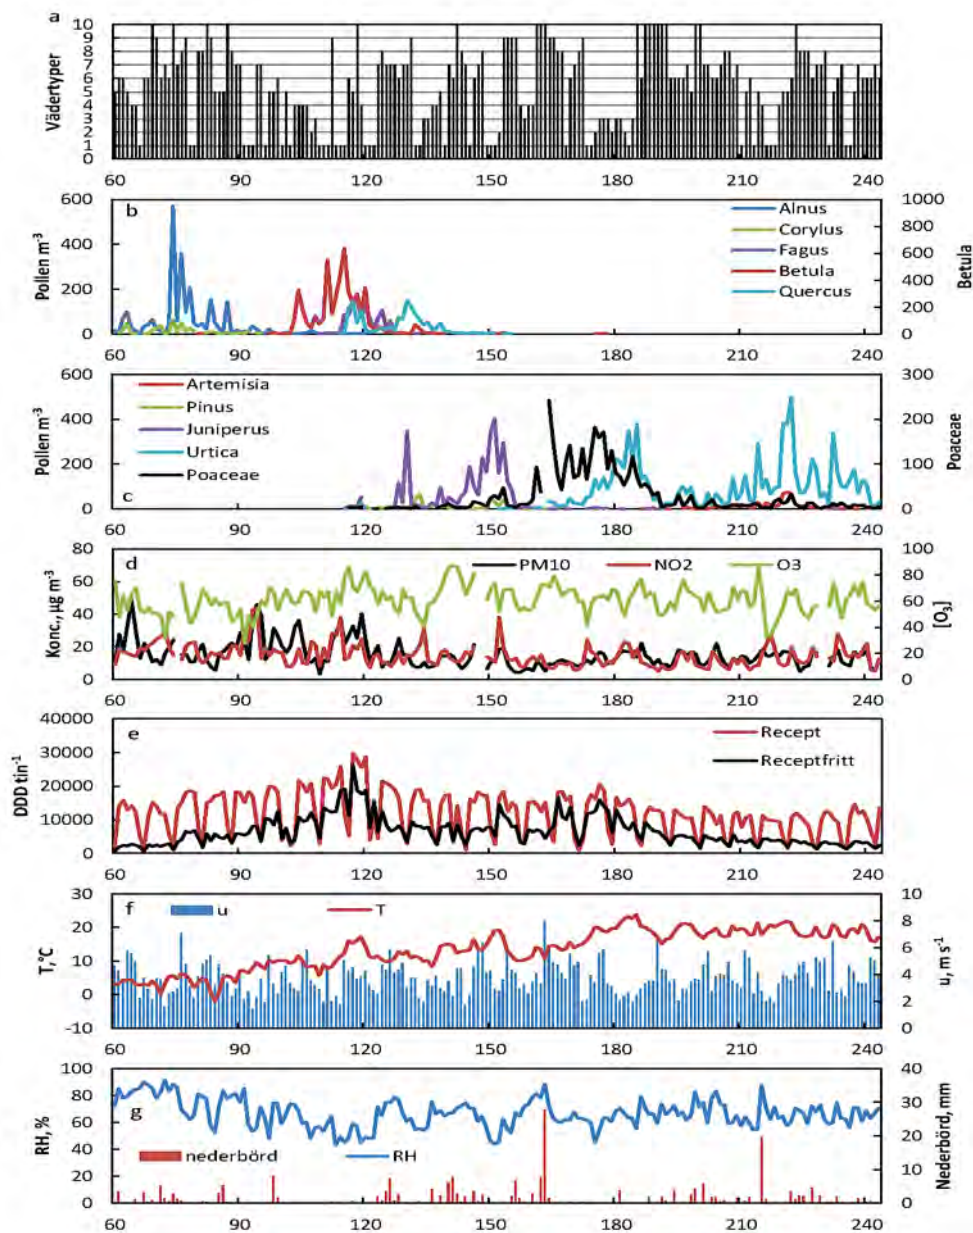 a
Vädertyper
10
9
8
7
6
5
4
3
2
1
0
60 90 120 150 180 210 240
b
Pollen m⁻³
600
400
200
0
Alnus
Corylus
Fagus
Betula
Quercus
1000
800
600
400
200
0
Betula
60 90 120 150 180 210 240
c
Pollen m⁻³
600
400
200
0
Artemisia
Pinus
Juniperus
Urtica
Poaceae
300
200
100
0
Poaceae
60 90 120 150 180 210 240
d
Konc., µg m⁻³
80
60
40
20
0
PM10 NO2 O3
100
80
60
40
20
0
[O₃]
60 90 120 150 180 210 240
e
DDD tin⁻¹
40000
30000
20000
10000
0
Recept
Receptfritt
60 90 120 150 180 210 240
f
T,°C
30
20
10
0
-10
u T
10
8
6
4
2
0
u, m s⁻¹
60 90 120 150 180 210 240
g
RH, %
100
80
60
40
20
0
nederbörd RH
40
30
20
10
0
Nederbörd, mm
60 90 120 150 180 210 240